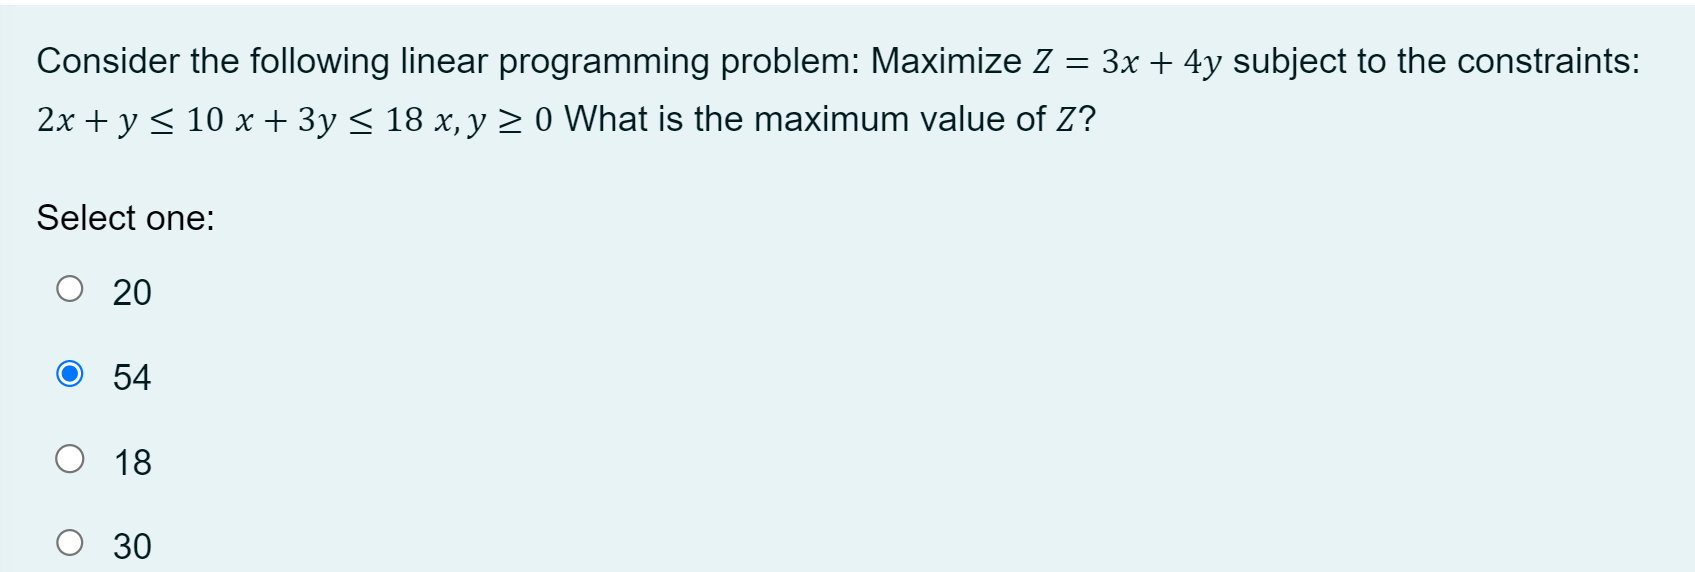 Consider the following linear programming problem: Maximize Z = 3x + 4y subject to the constraints:
2x + y ≤ 10 x + 3y ≤ 18 x, y ≥ 0 What is the maximum value of Z?
Select one:
20
54
18
30